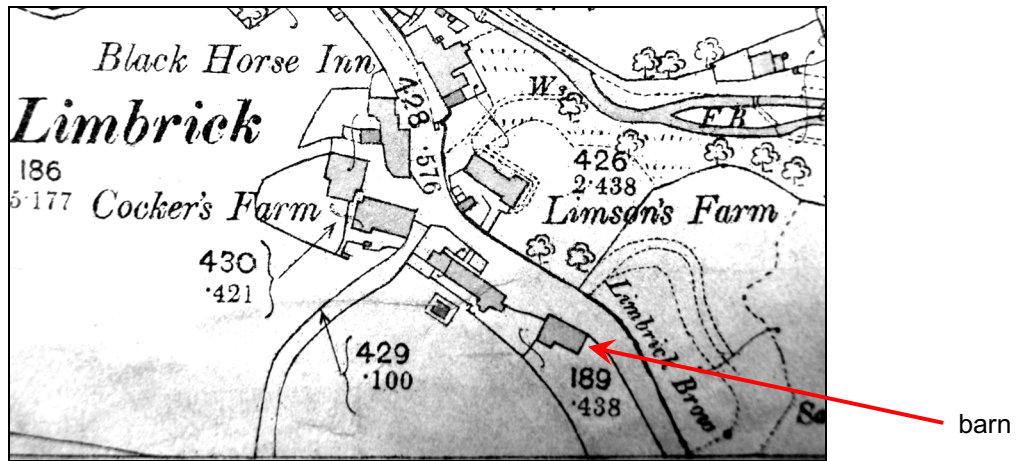 Black Horse Inn
Limbrick
186
5·177
Cocker's Farm
430
·421
429
·100
428
·576
W
F.B.
426
2·438
Limson's Farm
Limbrick Brow
189
·438
barn